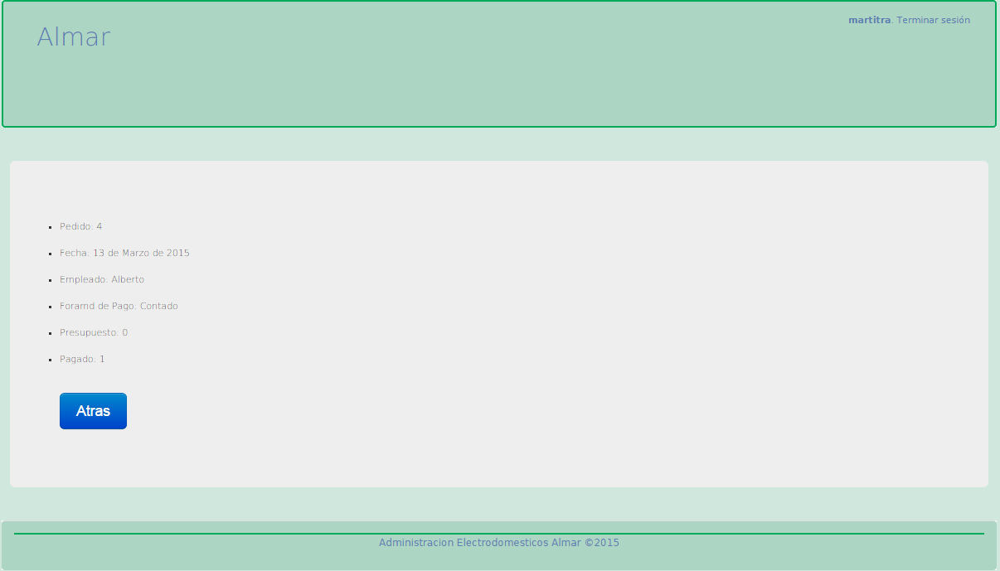 Almar
martitra. Terminar sesión
Pedido: 4
Fecha: 13 de Marzo de 2015
Empleado: Alberto
Foramd de Pago: Contado
Presupuesto: 0
Pagado: 1
Atras
Administracion Electrodomesticos Almar ©2015